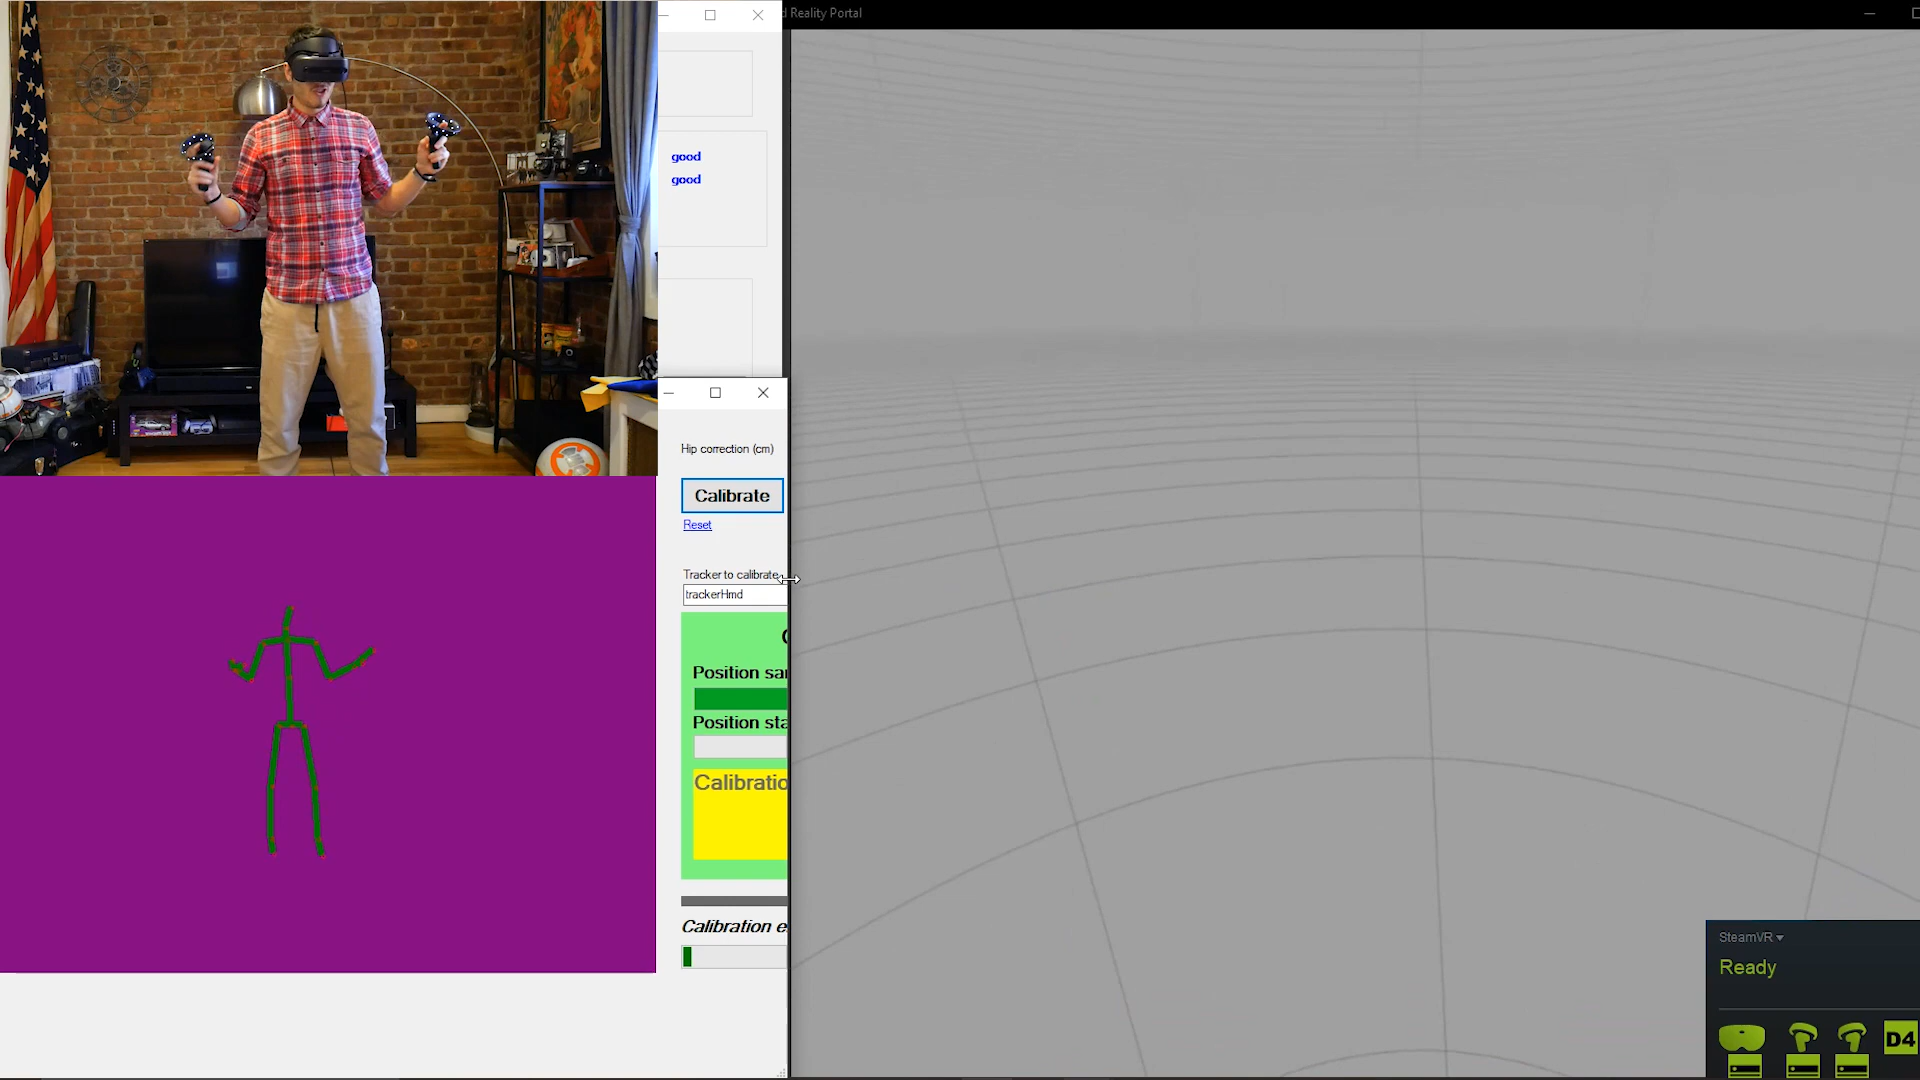 d Reality Portal
good
good
Hip correction (cm)
Calibrate
Reset
Tracker to calibrate
trackerHmd
Position sa
Position sta
Calibratio
Calibration e
SteamVR
Ready
D4